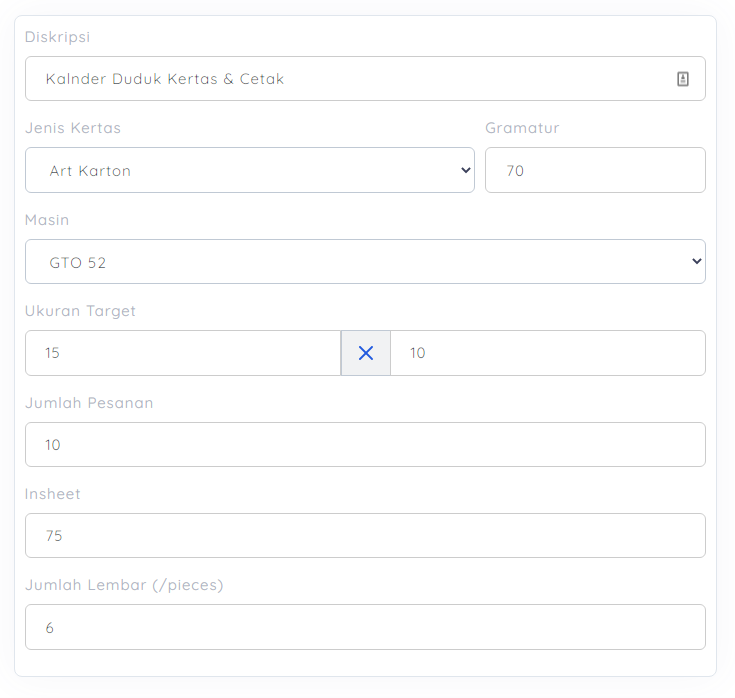 Diskripsi
Kalnder Duduk Kertas & Cetak
Jenis Kertas Gramatur
Art Karton 70
Masin
GTO 52
Ukuran Target
15 10
Jumlah Pesanan
10
Insheet
75
Jumlah Lembar (/pieces)
6